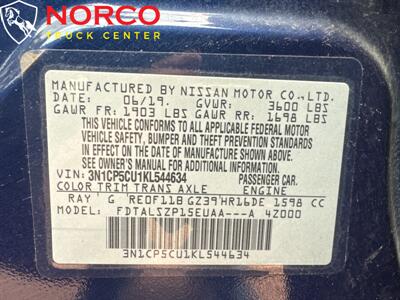 NORCO
TRUCK CENTER
MANUFACTURED BY NISSAN MOTOR CO.,LTD.
DATE: 06/19. GVWR: 3600 LBS
GAWR FR: 1903 LBS GAWR RR: 1698 LBS
THIS VEHICLE CONFORMS TO ALL APPLICABLE FEDERAL MOTOR
VEHICLE SAFETY, BUMPER AND THEFT PREVENTION STANDARDS
IN EFFECT ON THE DATE OF MANUFACTURE SHOWN ABOVE.
SEE OWNER'S MANUAL FOR ADDITIONAL INFORMATION.
VIN: 3N1CP5CU1KL544634 PASSENGER CAR.
COLOR TRIM TRANS AXLE ENGINE
RAY G RE0F11B GZ39 HR16DE 1598 CC
MODEL: FDTALSZP15EUAA---A 4Z000
3N1CP5CU1KL544634